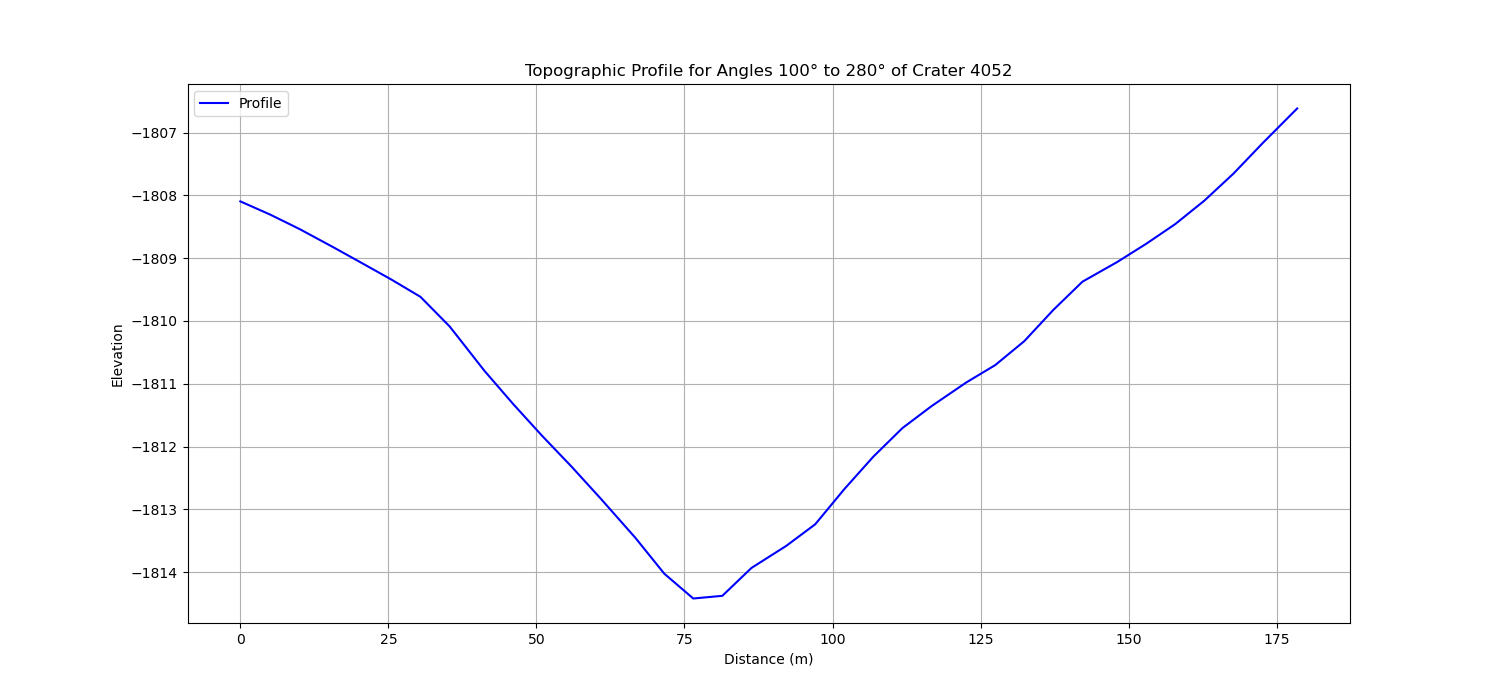 Topographic Profile for Angles 100° to 280° of Crater 4052
Profile
−1807
−1808
−1809
−1810
−1811
−1812
−1813
−1814
Elevation
0 25 50 75 100 125 150 175
Distance (m)